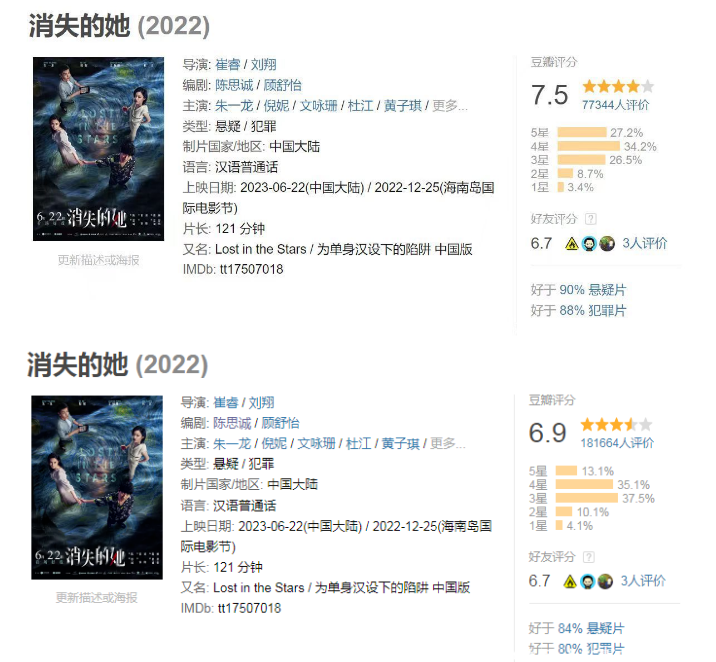 消失的她 (2022)
导演: 崔睿 / 刘翔
编剧: 陈思诚 / 顾舒怡
主演: 朱一龙 / 倪妮 / 文咏珊 / 杜江 / 黄子琪 / 更多...
类型: 悬疑 / 犯罪
制片国家/地区: 中国大陆
语言: 汉语普通话
上映日期: 2023-06-22(中国大陆) / 2022-12-25(海南岛国
际电影节)
片长: 121 分钟
又名: Lost in the Stars / 为单身汉设下的陷阱 中国版
IMDb: tt17507018
LOST
IN THE
STARS
6.22
消失的她
更新描述或海报
豆瓣评分
7.5
77344人评价
5星 27.2%
4星 34.2%
3星 26.5%
2星 8.7%
1星 3.4%
好友评分 ?
6.7 3人评价
好于 90% 悬疑片
好于 88% 犯罪片
消失的她 (2022)
导演: 崔睿 / 刘翔
编剧: 陈思诚 / 顾舒怡
主演: 朱一龙 / 倪妮 / 文咏珊 / 杜江 / 黄子琪 / 更多...
类型: 悬疑 / 犯罪
制片国家/地区: 中国大陆
语言: 汉语普通话
上映日期: 2023-06-22(中国大陆) / 2022-12-25(海南岛国
际电影节)
片长: 121 分钟
又名: Lost in the Stars / 为单身汉设下的陷阱 中国版
IMDb: tt17507018
LOST
IN THE
STARS
6.22
消失的她
更新描述或海报
豆瓣评分
6.9
181664人评价
5星 13.1%
4星 35.1%
3星 37.5%
2星 10.1%
1星 4.1%
好友评分 ?
6.7 3人评价
好于 84% 悬疑片
好于 80% 犯罪片